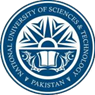 NATIONAL UNIVERSITY OF SCIENCES & TECHNOLOGY
PAKISTAN